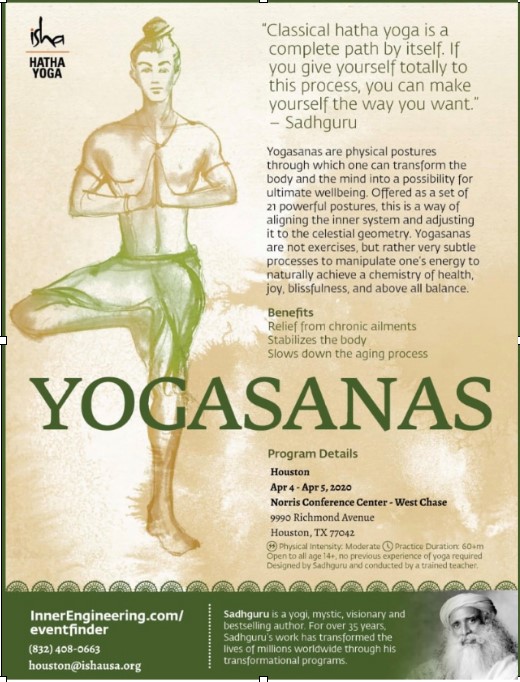 isha
HATHA
YOGA
“Classical hatha yoga is a
complete path by itself. If
you give yourself totally to
this process, you can make
yourself the way you want.”
– Sadhguru
Yogasanas are physical postures
through which one can transform the
body and the mind into a possibility for
ultimate wellbeing. Offered as a set of
21 powerful postures, this is a way of
aligning the inner system and adjusting
it to the celestial geometry. Yogasanas
are not exercises, but rather very subtle
processes to manipulate one's energy to
naturally achieve a chemistry of health,
joy, blissfulness, and above all balance.
Benefits
Relief from chronic ailments
Stabilizes the body
Slows down the aging process
YOGASANAS
Program Details
Houston
Apr 4 - Apr 5, 2020
Norris Conference Center - West Chase
9990 Richmond Avenue
Houston, TX 77042
Physical Intensity: Moderate Practice Duration: 60+m
Open to all age 14+, no previous experience of yoga required
Designed by Sadhguru and conducted by a trained teacher.
InnerEngineering.com/
eventfinder
(832) 408-0663
houston@ishausa.org
Sadhguru is a yogi, mystic, visionary and
bestselling author. For over 35 years,
Sadhguru's work has transformed the
lives of millions worldwide through his
transformational programs.